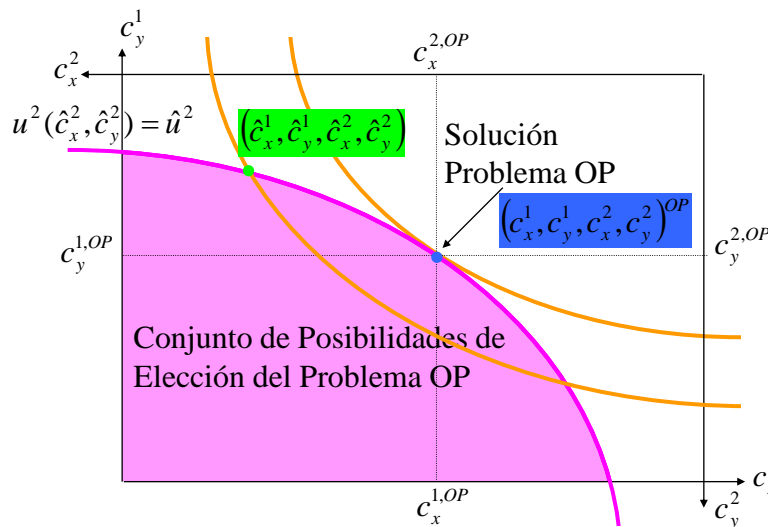 c_y^1
c_x^2
c_x^{2,OP}
u^2(ĉ_x^2, ĉ_y^2) = û^2
(ĉ_x^1, ĉ_y^1, ĉ_x^2, ĉ_y^2)
Solución
Problema OP
(c_x^1, c_y^1, c_x^2, c_y^2)^{OP}
c_y^{1,OP}
c_y^{2,OP}
Conjunto de Posibilidades de
Elección del Problema OP
c_x^{1,OP}
c_y^2